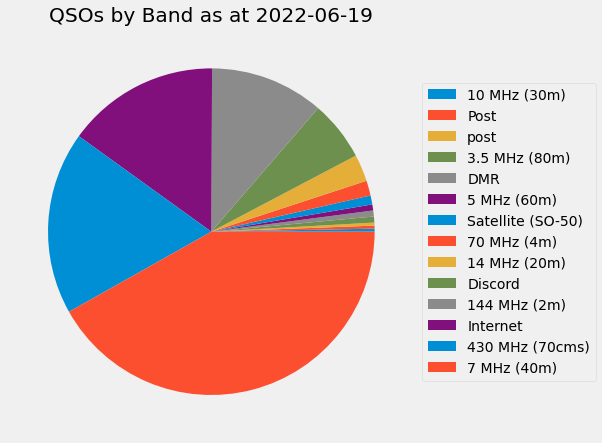 QSOs by Band as at 2022-06-19
10 MHz (30m)
Post
post
3.5 MHz (80m)
DMR
5 MHz (60m)
Satellite (SO-50)
70 MHz (4m)
14 MHz (20m)
Discord
144 MHz (2m)
Internet
430 MHz (70cms)
7 MHz (40m)